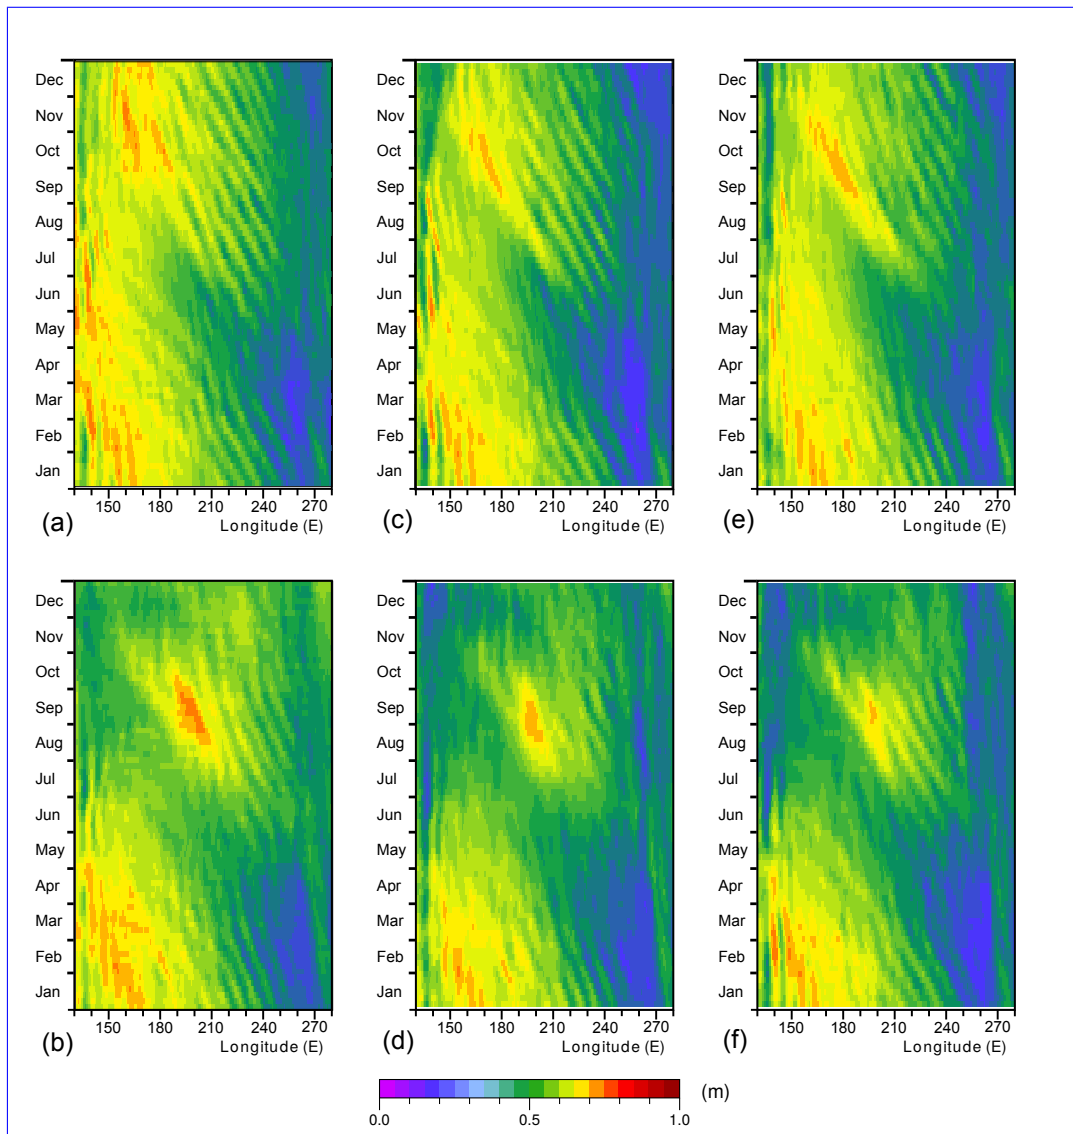 Dec
Nov
Oct
Sep
Aug
Jul
Jun
May
Apr
Mar
Feb
Jan
150 180 210 240 270
(a)
Longitude (E)
Dec
Nov
Oct
Sep
Aug
Jul
Jun
May
Apr
Mar
Feb
Jan
150 180 210 240 270
(c)
Longitude (E)
Dec
Nov
Oct
Sep
Aug
Jul
Jun
May
Apr
Mar
Feb
Jan
150 180 210 240 270
(e)
Longitude (E)
Dec
Nov
Oct
Sep
Aug
Jul
Jun
May
Apr
Mar
Feb
Jan
150 180 210 240 270
(b)
Longitude (E)
Dec
Nov
Oct
Sep
Aug
Jul
Jun
May
Apr
Mar
Feb
Jan
150 180 210 240 270
(d)
Longitude (E)
Dec
Nov
Oct
Sep
Aug
Jul
Jun
May
Apr
Mar
Feb
Jan
150 180 210 240 270
(f)
Longitude (E)
(m)
0.0 0.5 1.0